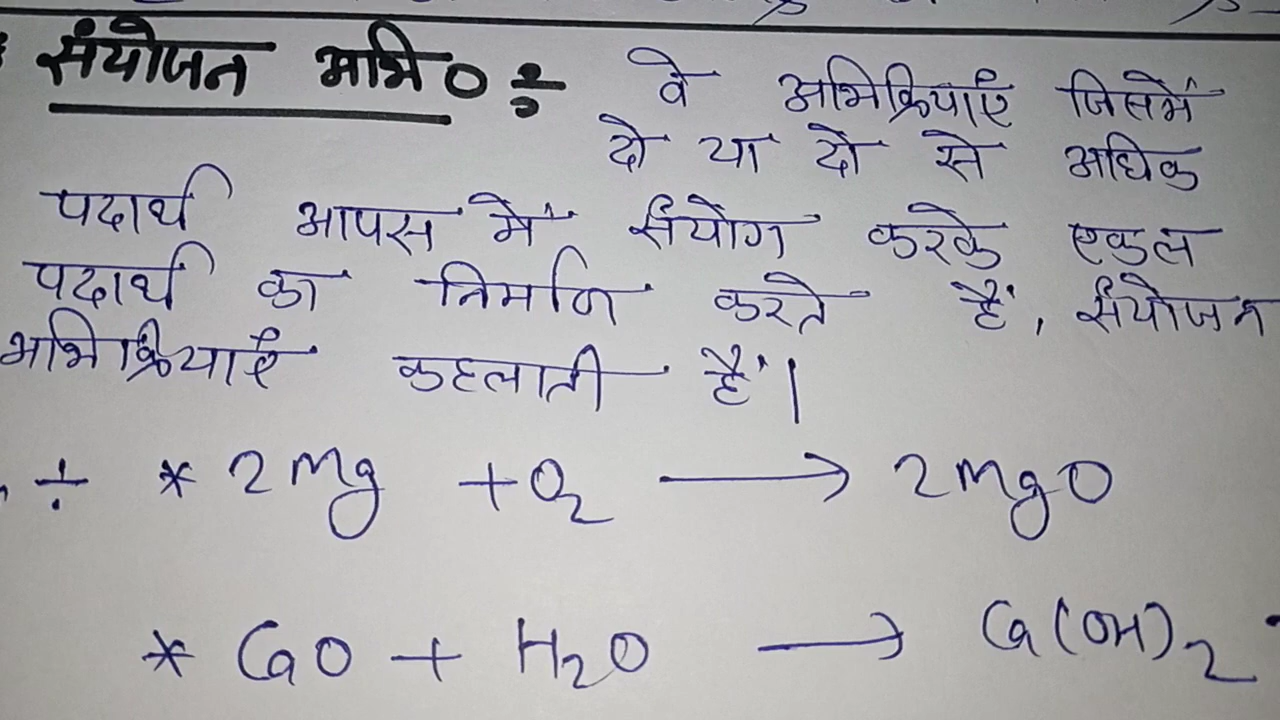 संयोजन अभि० ÷ वे अभिक्रियाएँ जिसमें
दो या दो से अधिक
पदार्थ आपस में संयोग करके एकल
पदार्थ का निर्माण करते हैं, संयोजन
अभिक्रियाएँ कहलाती हैं।
÷ * 2Mg + O₂ ⟶ 2MgO
* CaO + H₂O ⟶ Ca(OH)₂